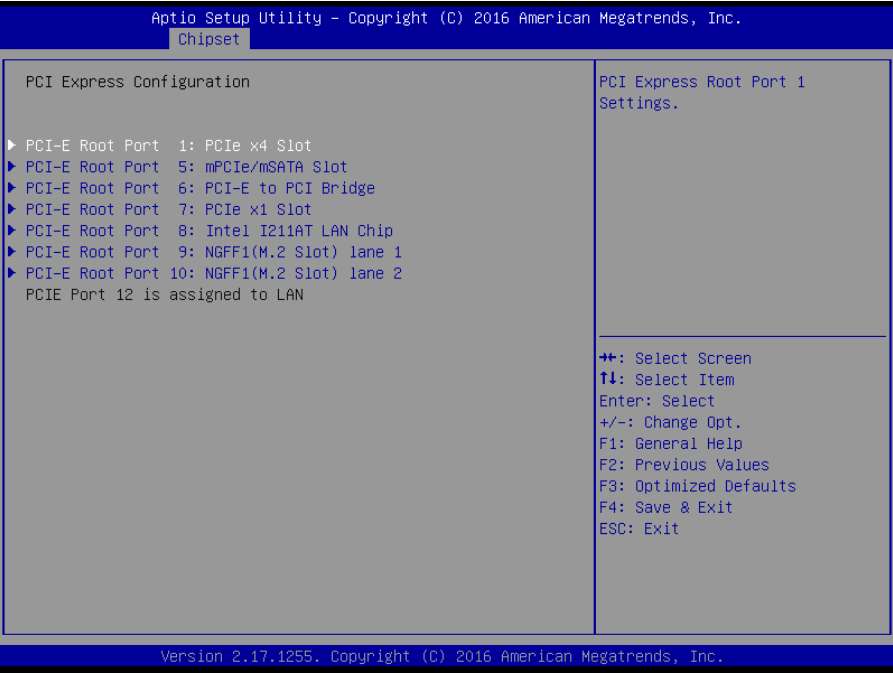 Aptio Setup Utility – Copyright (C) 2016 American Megatrends, Inc.
Chipset
PCI Express Configuration
PCI-E Root Port 1: PCIe x4 Slot
PCI-E Root Port 5: mPCIe/mSATA Slot
PCI-E Root Port 6: PCI-E to PCI Bridge
PCI-E Root Port 7: PCIe x1 Slot
PCI-E Root Port 8: Intel I211AT LAN Chip
PCI-E Root Port 9: NGFF1(M.2 Slot) lane 1
PCI-E Root Port 10: NGFF1(M.2 Slot) lane 2
PCIE Port 12 is assigned to LAN
PCI Express Root Port 1
Settings.
→←: Select Screen
↑↓: Select Item
Enter: Select
+/-: Change Opt.
F1: General Help
F2: Previous Values
F3: Optimized Defaults
F4: Save & Exit
ESC: Exit
Version 2.17.1255. Copyright (C) 2016 American Megatrends, Inc.